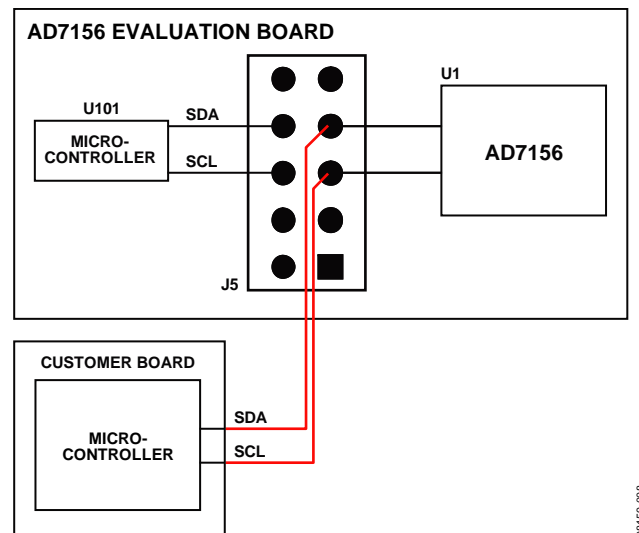 AD7156 EVALUATION BOARD
U1
U101
SDA
MICRO-
CONTROLLER
SCL
AD7156
J5
CUSTOMER BOARD
SDA
MICRO-
CONTROLLER
SCL